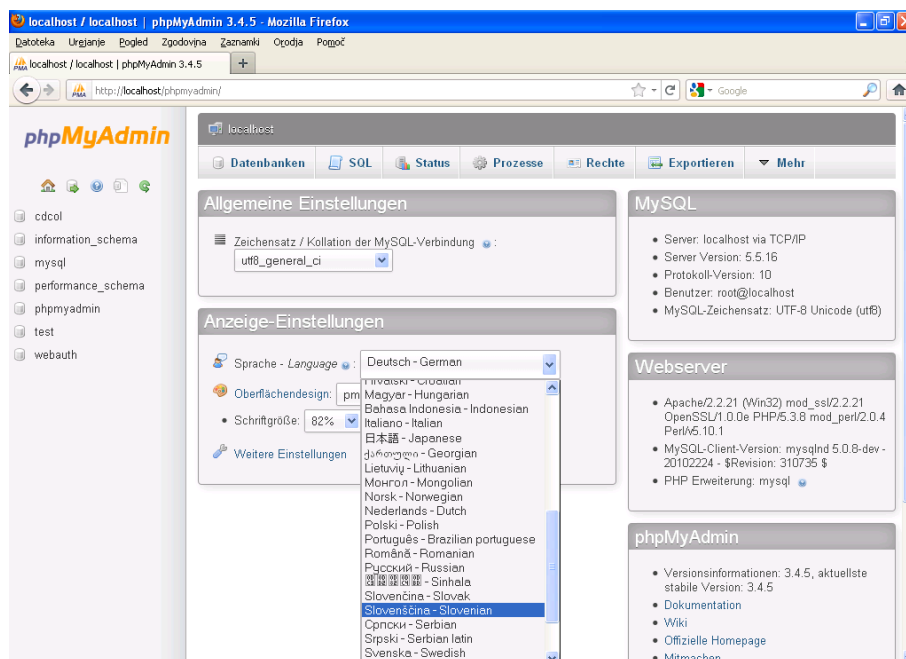 localhost / localhost | phpMyAdmin 3.4.5 - Mozilla Firefox
Datoteka Urejanje Pogled Zgodovina Zaznamki Orodja Pomoč
localhost / localhost | phpMyAdmin 3.4.5 +
http://localhost/phpmyadmin/ Google
phpMyAdmin
cdcol
information_schema
mysql
performance_schema
phpmyadmin
test
webauth
localhost
Datenbanken SQL Status Prozesse Rechte Exportieren Mehr
Allgemeine Einstellungen
Zeichensatz / Kollation der MySQL-Verbindung :
utf8_general_ci
Anzeige-Einstellungen
Sprache - Language : Deutsch - German
Oberflächendesign: pm
Schriftgröße: 82%
Weitere Einstellungen
Hrvatski - Croatian
Magyar - Hungarian
Bahasa Indonesia - Indonesian
Italiano - Italian
日本語 - Japanese
ქართული - Georgian
Lietuvių - Lithuanian
Монгол - Mongolian
Norsk - Norwegian
Nederlands - Dutch
Polski - Polish
Português - Brazilian portuguese
Română - Romanian
Русский - Russian
- Sinhala
Slovenčina - Slovak
Slovenščina - Slovenian
Српски - Serbian
Srpski - Serbian latin
Svenska - Swedish
MySQL
Server: localhost via TCP/IP
Server Version: 5.5.16
Protokoll-Version: 10
Benutzer: root@localhost
MySQL-Zeichensatz: UTF-8 Unicode (utf8)
Webserver
Apache/2.2.21 (Win32) mod_ssl/2.2.21
OpenSSL/1.0.0e PHP/5.3.8 mod_perl/2.0.4
Perl/v5.10.1
MySQL-Client-Version: mysqlnd 5.0.8-dev -
20102224 - $Revision: 310735 $
PHP Erweiterung: mysql
phpMyAdmin
Versionsinformationen: 3.4.5, aktuellste
stabile Version: 3.4.5
Dokumentation
Wiki
Offizielle Homepage
Mitmachen